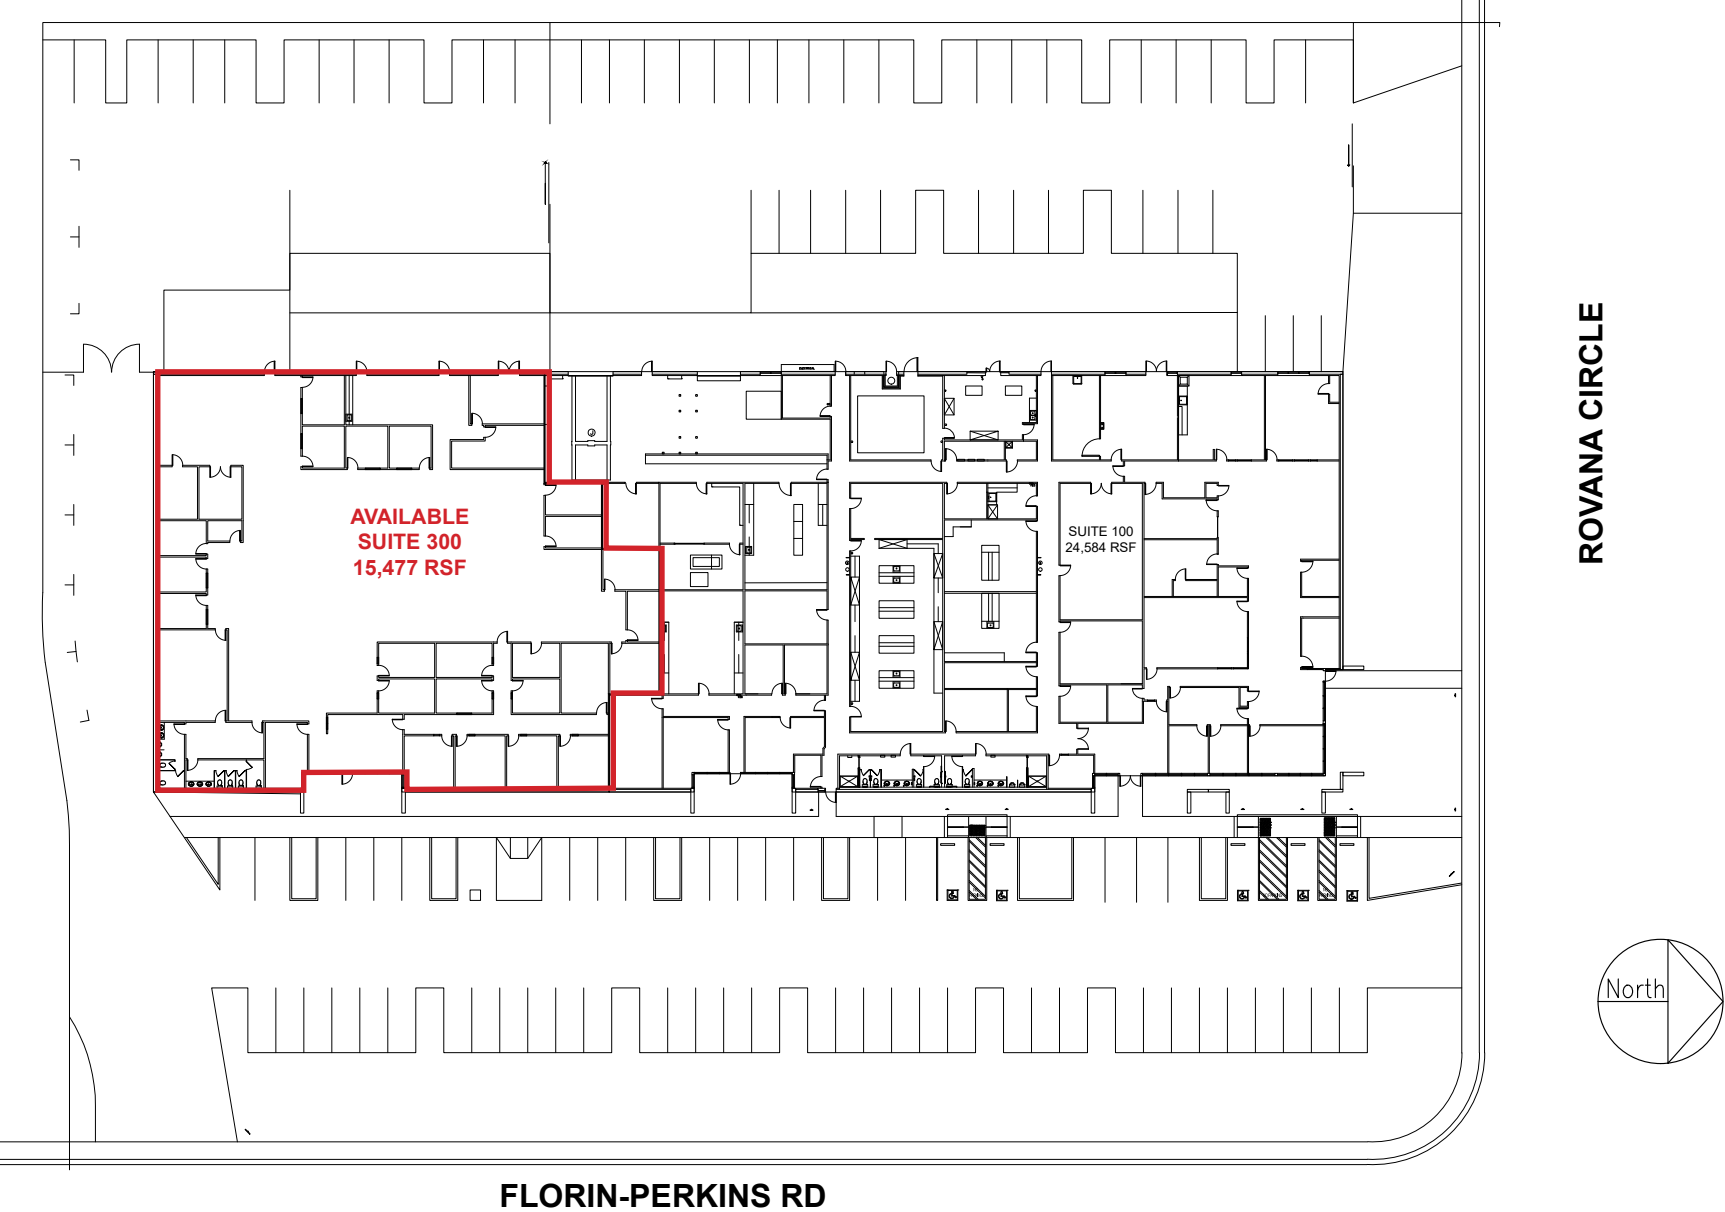 AVAILABLE
SUITE 300
15,477 RSF
SUITE 100
24,584 RSF
ROVANA CIRCLE
North
FLORIN-PERKINS RD